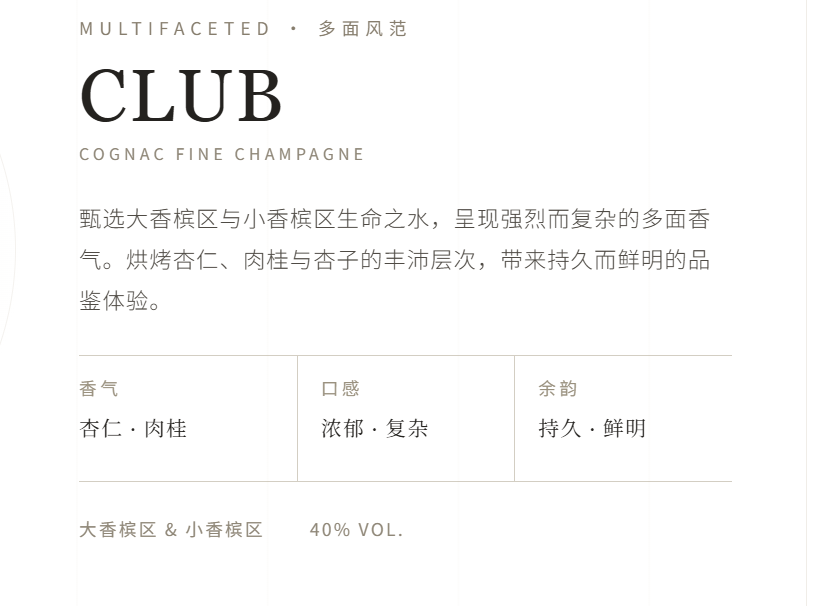 MULTIFACETED • 多面风范
CLUB
COGNAC FINE CHAMPAGNE
甄选大香槟区与小香槟区生命之水，呈现强烈而复杂的多面香
气。烘烤杏仁、肉桂与杏子的丰沛层次，带来持久而鲜明的品
鉴体验。
香气
杏仁 · 肉桂
口感
浓郁 · 复杂
余韵
持久 · 鲜明
大香槟区 & 小香槟区 40% VOL.